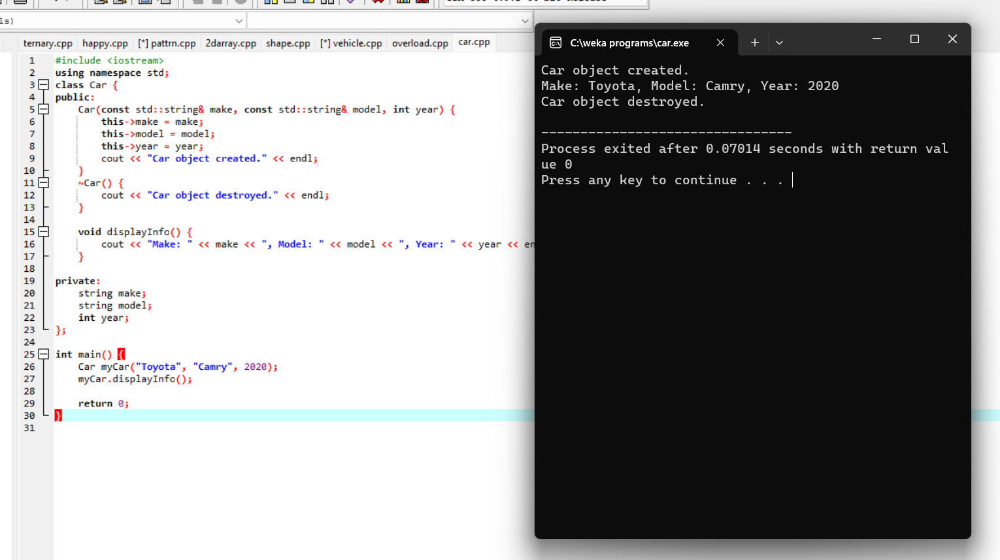 ls)
ternary.cpp happy.cpp [*] pattrn.cpp 2darray.cpp shape.cpp [*] vehicle.cpp overload.cpp car.cpp
1 #include <iostream>
2 using namespace std;
3 class Car {
4 public:
5 Car(const std::string& make, const std::string& model, int year) {
6 this->make = make;
7 this->model = model;
8 this->year = year;
9 cout << "Car object created." << endl;
10 }
11 ~Car() {
12 cout << "Car object destroyed." << endl;
13 }
14
15 void displayInfo() {
16 cout << "Make: " << make << ", Model: " << model << ", Year: " << year << en
17 }
18
19 private:
20 string make;
21 string model;
22 int year;
23 };
24
25 int main() {
26 Car myCar("Toyota", "Camry", 2020);
27 myCar.displayInfo();
28
29 return 0;
30 }
31
C:\weka programs\car.exe
Car object created.
Make: Toyota, Model: Camry, Year: 2020
Car object destroyed.
--------------------------------
Process exited after 0.07014 seconds with return val
ue 0
Press any key to continue . . .